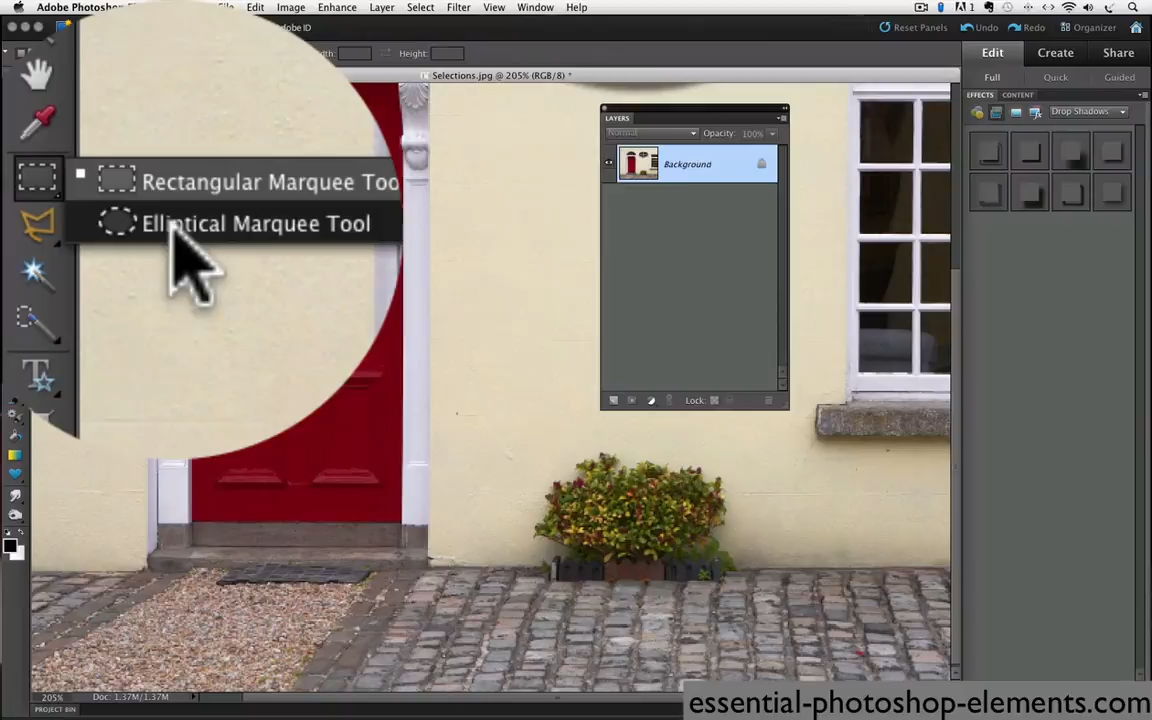 Adobe Photoshop
File Edit Image Enhance Layer Select Filter View Window Help
dobe ID
Reset Panels Undo Redo Organizer
Width: Height:
Edit Create Share
Selections.jpg @ 205% (RGB/8) *
Full Quick Guided
EFFECTS CONTENT
Drop Shadows
LAYERS
Normal Opacity: 100%
Background
Rectangular Marquee Too
Elliptical Marquee Tool
T
Lock:
205% Doc: 1.37M/1.37M
PROJECT BIN
essential-photoshop-elements.com